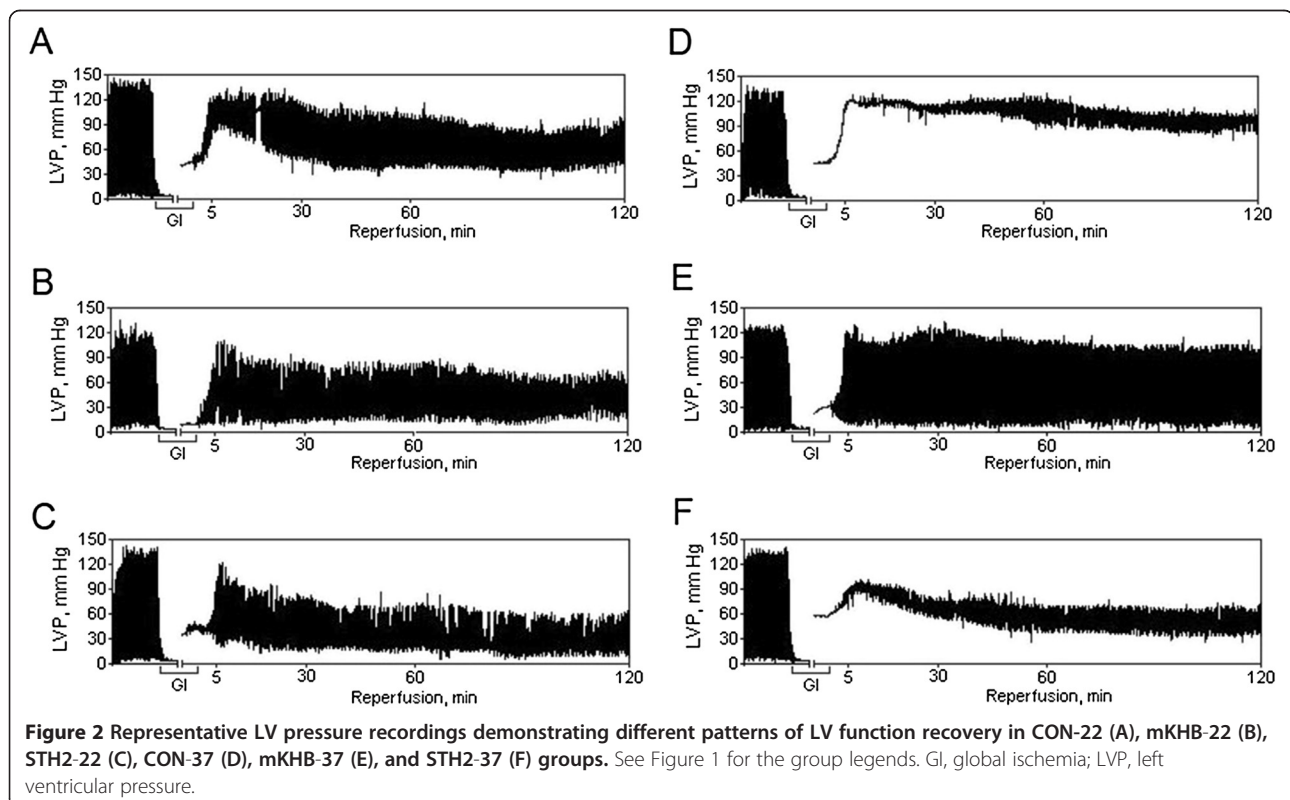 A
LVP, mm Hg
150
120
90
60
30
0
GI
5
30
60
120
Reperfusion, min
D
LVP, mm Hg
150
120
90
60
30
0
GI
5
30
60
120
Reperfusion, min
B
LVP, mm Hg
150
120
90
60
30
0
GI
5
30
60
120
Reperfusion, min
E
LVP, mm Hg
150
120
90
60
30
0
GI
5
30
60
120
Reperfusion, min
C
LVP, mm Hg
150
120
90
60
30
0
GI
5
30
60
120
Reperfusion, min
F
LVP, mm Hg
150
120
90
60
30
0
GI
5
30
60
120
Reperfusion, min
Figure 2 Representative LV pressure recordings demonstrating different patterns of LV function recovery in CON-22 (A), mKHB-22 (B),
STH2-22 (C), CON-37 (D), mKHB-37 (E), and STH2-37 (F) groups. See Figure 1 for the group legends. GI, global ischemia; LVP, left
ventricular pressure.